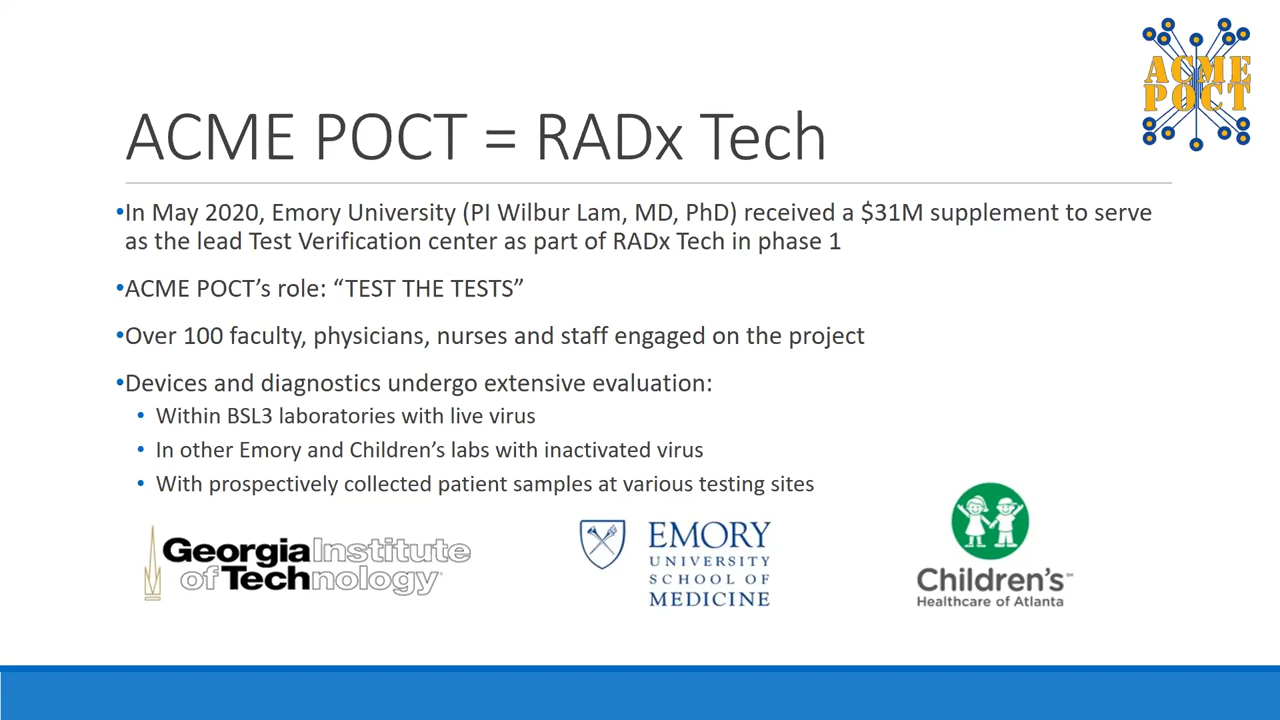 ACME
POCT
ACME POCT = RADx Tech
•In May 2020, Emory University (PI Wilbur Lam, MD, PhD) received a $31M supplement to serve
as the lead Test Verification center as part of RADx Tech in phase 1
•ACME POCT’s role: “TEST THE TESTS”
•Over 100 faculty, physicians, nurses and staff engaged on the project
•Devices and diagnostics undergo extensive evaluation:
• Within BSL3 laboratories with live virus
• In other Emory and Children’s labs with inactivated virus
• With prospectively collected patient samples at various testing sites
Georgia Institute
of Technology
EMORY
UNIVERSITY
SCHOOL OF
MEDICINE
Children’s℠
Healthcare of Atlanta